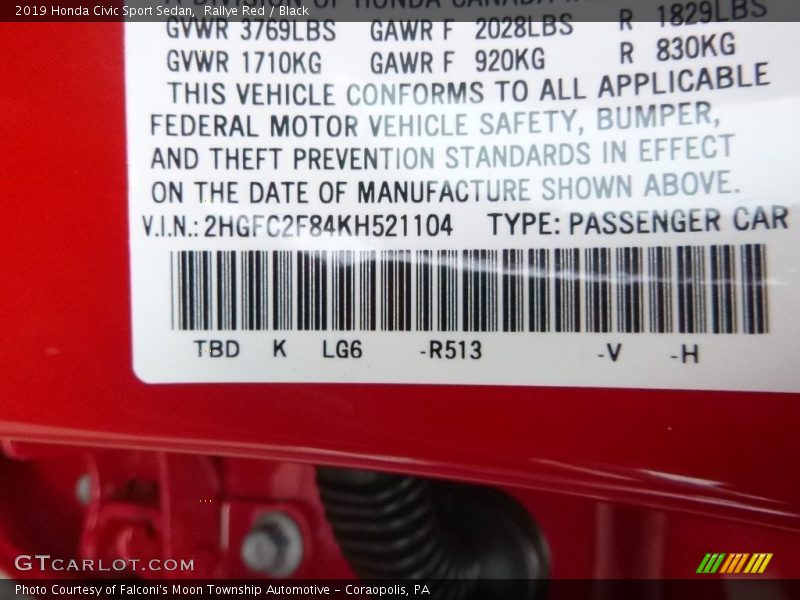 2019 Honda Civic Sport Sedan, Rallye Red / Black
OF HONDA CANADA
GVWR 3769LBS GAWR F 2028LBS R 1829LBS
GVWR 1710KG GAWR F 920KG R 830KG
THIS VEHICLE CONFORMS TO ALL APPLICABLE
FEDERAL MOTOR VEHICLE SAFETY, BUMPER,
AND THEFT PREVENTION STANDARDS IN EFFECT
ON THE DATE OF MANUFACTURE SHOWN ABOVE.
V.I.N.: 2HGFC2F84KH521104 TYPE: PASSENGER CAR
TBD K LG6 -R513 -V -H
GTCARLOT.COM
Photo Courtesy of Falconi's Moon Township Automotive - Coraopolis, PA